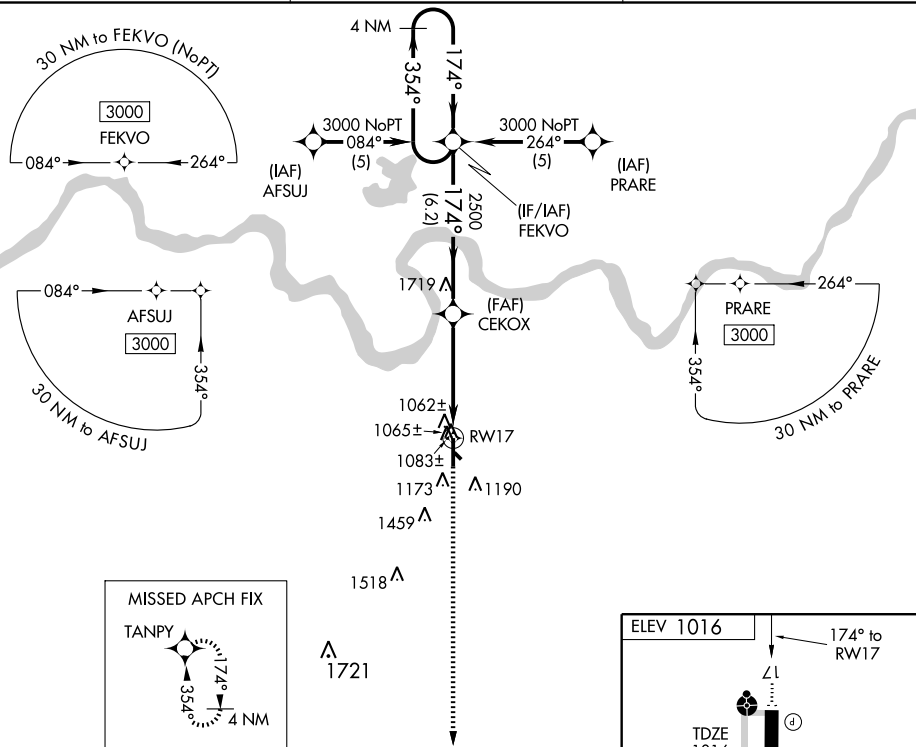 4 NM
174°
354°
30 NM to FEKVO (NoPT)
3000
FEKVO
084°
264°
3000 NoPT
084°
(5)
(IAF)
AFSUJ
3000 NoPT
264°
(5)
(IAF)
PRARE
(IF/IAF)
FEKVO
2500
174°
(6.2)
084°
AFSUJ
3000
354°
30 NM to AFSUJ
1719
(FAF)
CEKOX
264°
PRARE
3000
354°
30 NM to PRARE
1062±
1065±
RW17
1083±
1173
1190
1459
1518
1721
MISSED APCH FIX
TANPY
174°
354°
4 NM
ELEV 1016
174° to
RW17
17
P
TDZE